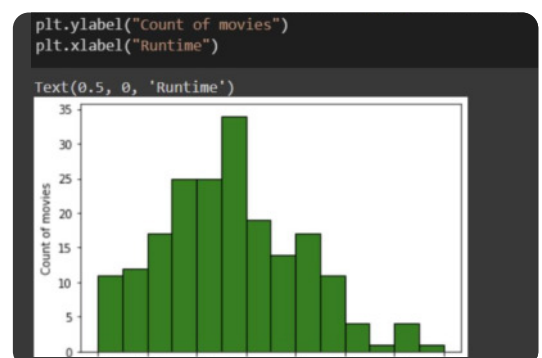 plt.ylabel("Count of movies")
plt.xlabel("Runtime")
Text(0.5, 0, 'Runtime')
35
30
25
20
15
10
5
0
Count of movies